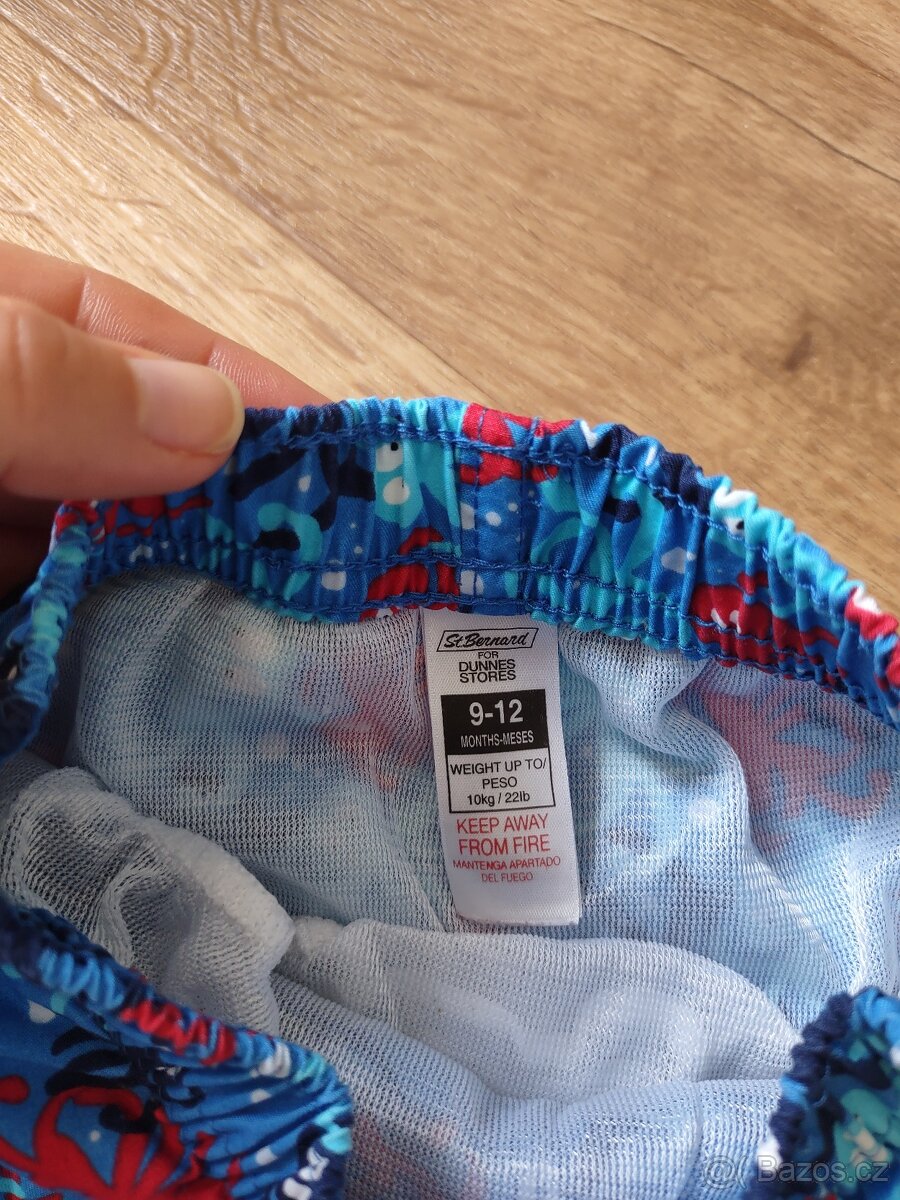 St.Bernard
FOR
DUNNES
STORES
9-12
MONTHS-MESES
WEIGHT UP TO/
PESO
10kg / 22lb
KEEP AWAY
FROM FIRE
MANTENGA APARTADO
DEL FUEGO
Bazos.cz